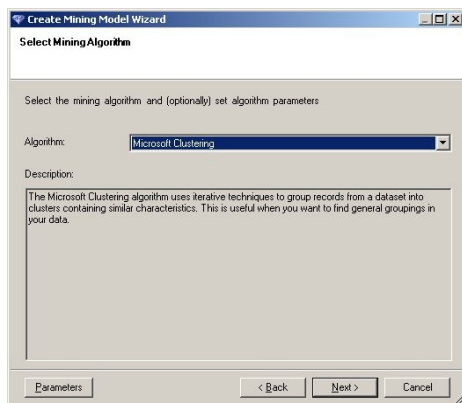 Create Mining Model Wizard
Select Mining Algorithm
Select the mining algorithm and (optionally) set algorithm parameters
Algorithm: Microsoft Clustering
Description:
The Microsoft Clustering algorithm uses iterative techniques to group records from a dataset into
clusters containing similar characteristics. This is useful when you want to find general groupings in
your data.
Parameters < Back Next > Cancel